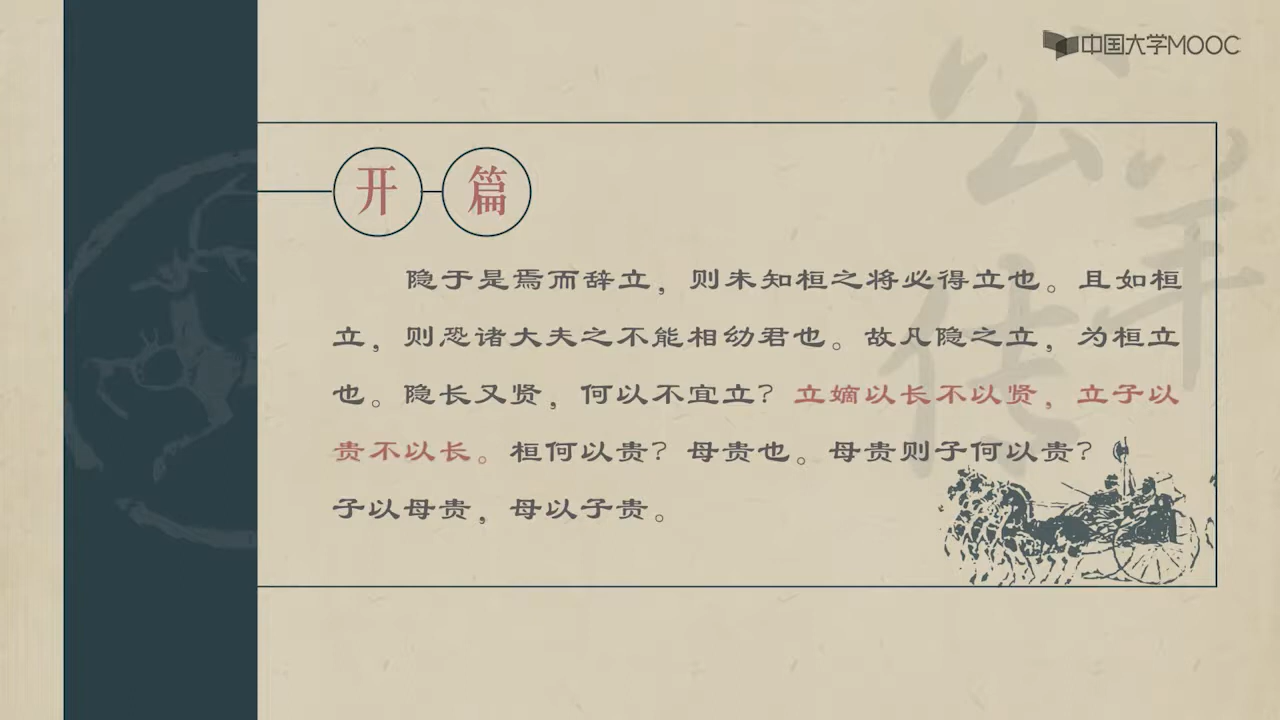 中国大学MOOC
公羊传
开篇
隐于是焉而辞立，则未知桓之将必得立也。且如桓
立，则恐诸大夫之不能相幼君也。故凡隐之立，为桓立
也。隐长又贤，何以不宜立？立嫡以长不以贤，立子以
贵不以长。桓何以贵？母贵也。母贵则子何以贵？
子以母贵，母以子贵。